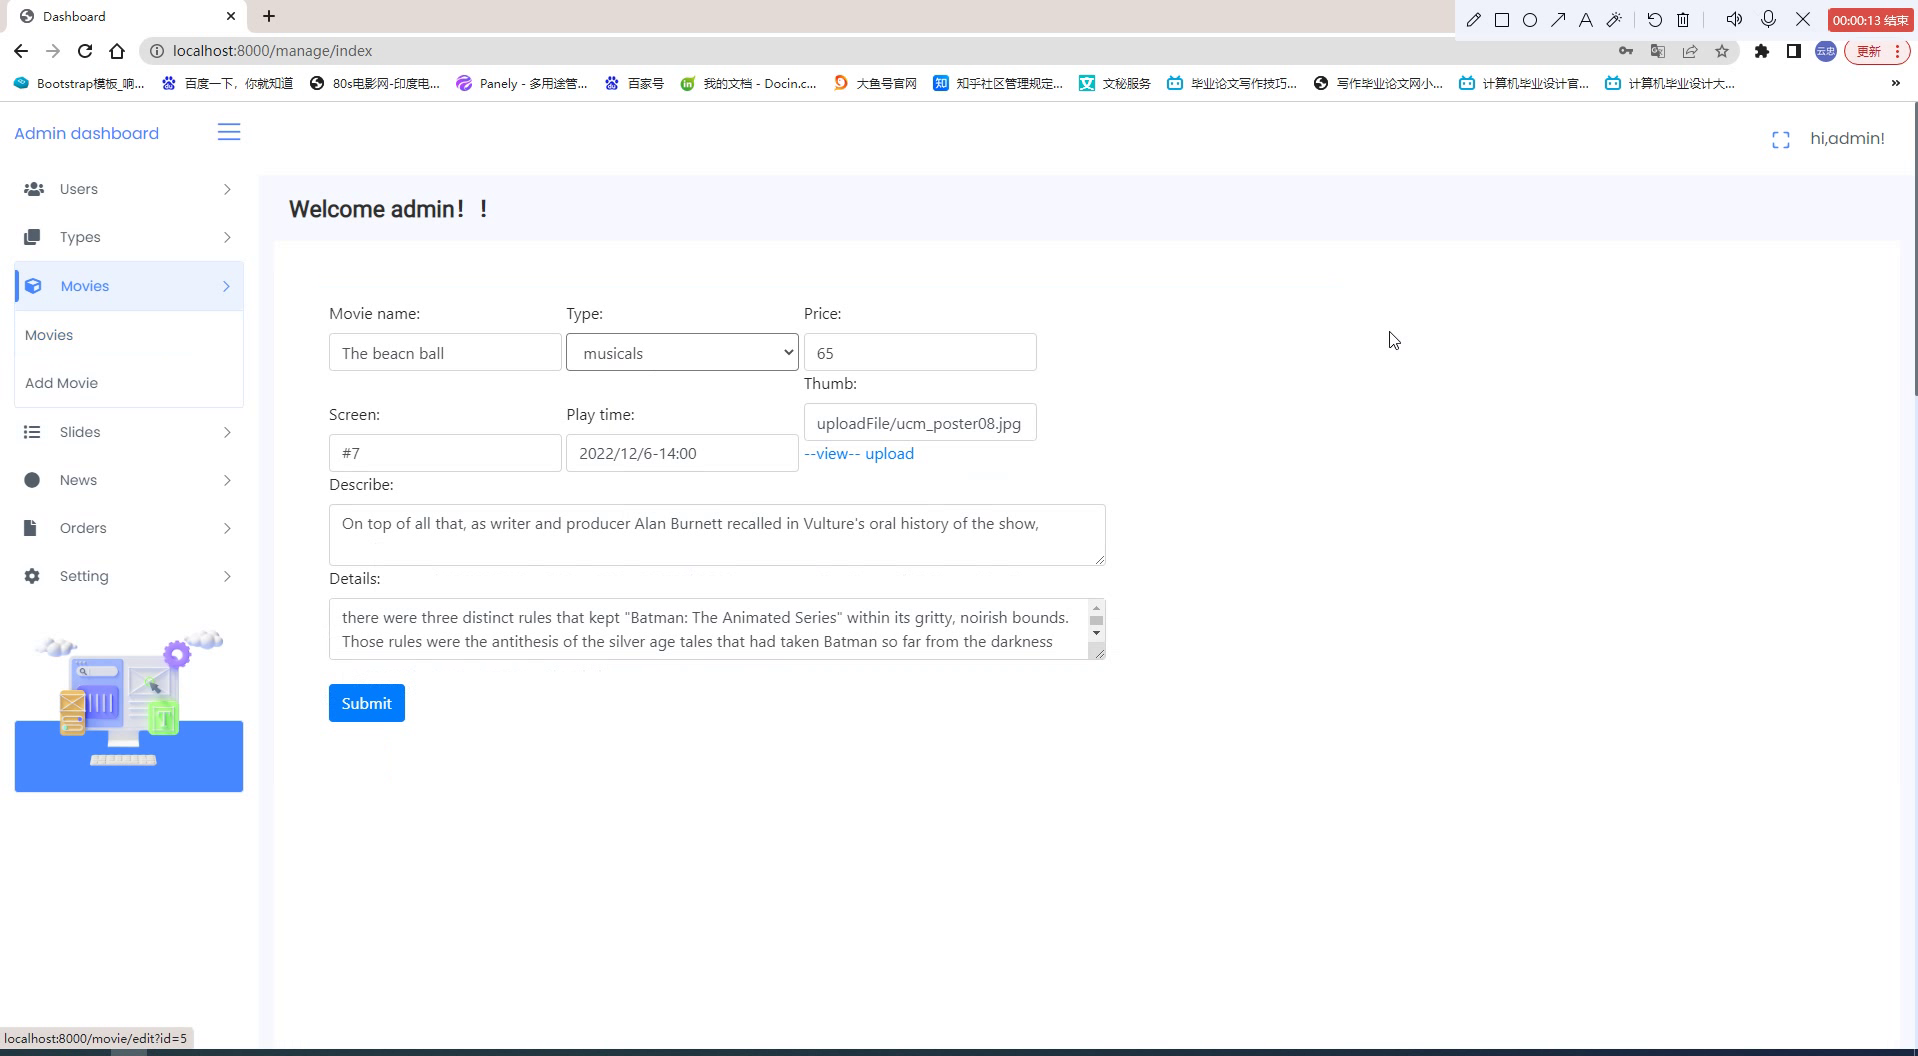 Dashboard
00:00:13 结束
localhost:8000/manage/index
云忠
更新
Bootstrap模板_响...
百度一下，你就知道
80s电影网-印度电...
Panely - 多用途管...
百家号
我的文档 - Docin.c...
大鱼号官网
知乎社区管理规定...
文秘服务
毕业论文写作技巧...
写作毕业论文网小...
计算机毕业设计官...
计算机毕业设计大...
Admin dashboard
hi,admin!
Users
Welcome admin！！
Types
Movies
Movies
Add Movie
Slides
News
Orders
Setting
Movie name: Type: Price:
The beacn ball musicals 65
Thumb:
Screen: Play time:
uploadFile/ucm_poster08.jpg
#7 2022/12/6-14:00
--view-- upload
Describe:
On top of all that, as writer and producer Alan Burnett recalled in Vulture's oral history of the show,
Details:
there were three distinct rules that kept "Batman: The Animated Series" within its gritty, noirish bounds.
Those rules were the antithesis of the silver age tales that had taken Batman so far from the darkness
Submit
localhost:8000/movie/edit?id=5